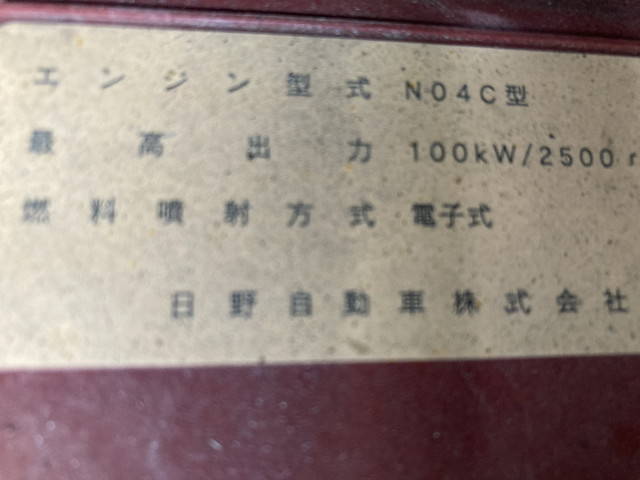 エンジン型式 N04C型
最高出力 100kW/2500r
燃料噴射方式 電子式
日野自動車株式会社